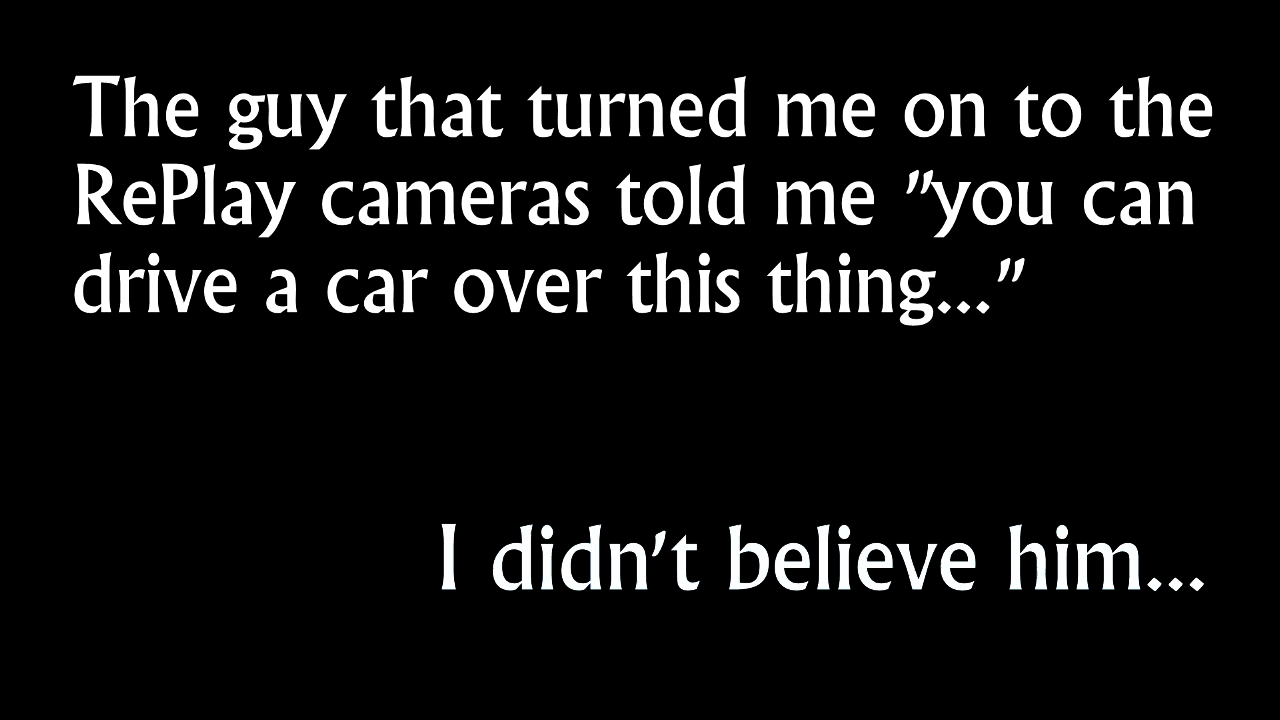 The guy that turned me on to the
RePlay cameras told me "you can
drive a car over this thing..."
I didn't believe him...